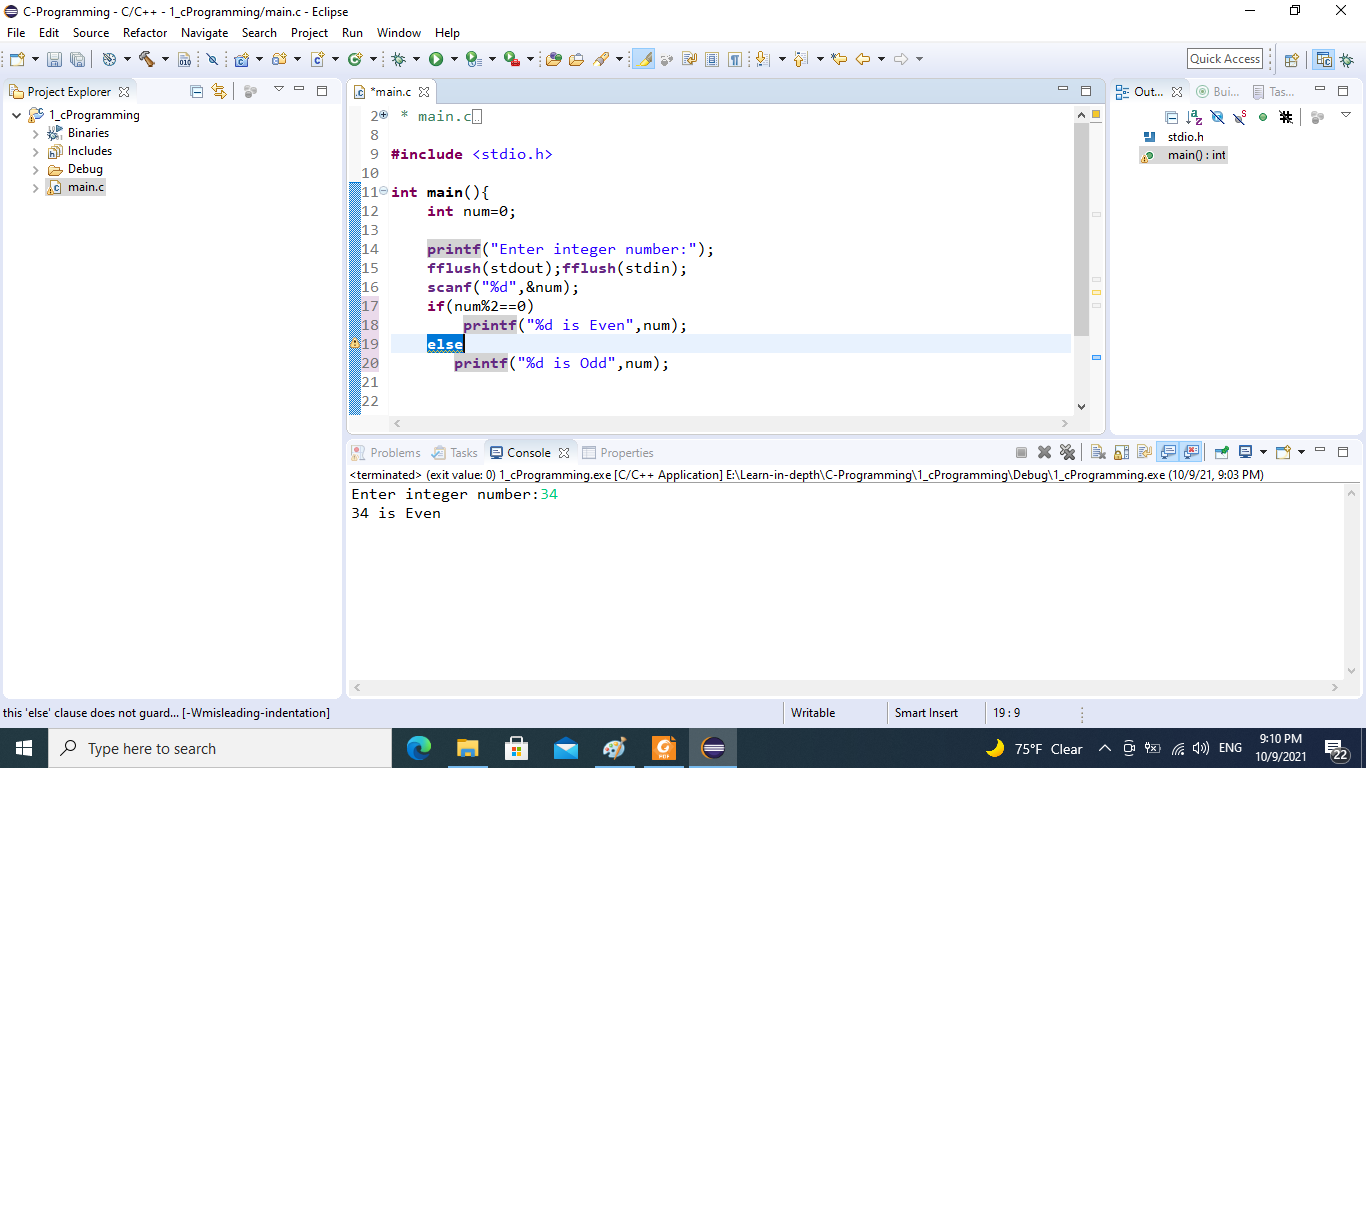 C-Programming - C/C++ - 1_cProgramming/main.c - Eclipse
File Edit Source Refactor Navigate Search Project Run Window Help
Quick Access
Project Explorer
1_cProgramming
Binaries
Includes
Debug
main.c
*main.c
2 * main.c
8
9 #include <stdio.h>
10
11 int main(){
12 int num=0;
13
14 printf("Enter integer number:");
15 fflush(stdout);fflush(stdin);
16 scanf("%d",&num);
17 if(num%2==0)
18 printf("%d is Even",num);
19 else
20 printf("%d is Odd",num);
21
22
Out... Bui... Tas...
stdio.h
main() : int
Problems Tasks Console Properties
<terminated> (exit value: 0) 1_cProgramming.exe [C/C++ Application] E:\Learn-in-depth\C-Programming\1_cProgramming\Debug\1_cProgramming.exe (10/9/21, 9:03 PM)
Enter integer number:34
34 is Even
this 'else' clause does not guard... [-Wmisleading-indentation]
Writable
Smart Insert
19 : 9
Type here to search
75°F Clear
ENG
9:10 PM
10/9/2021
22